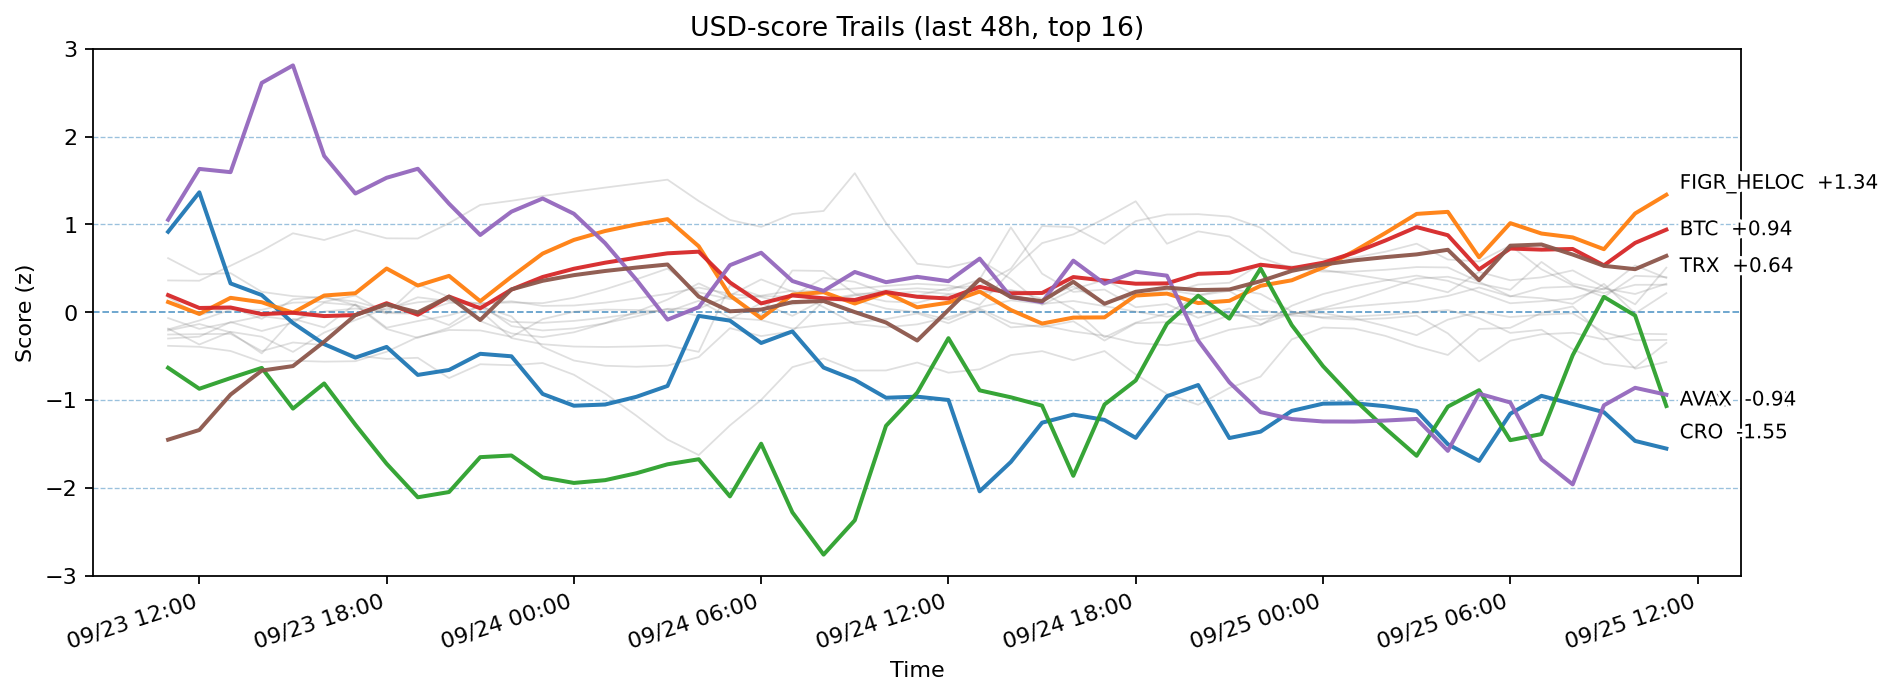 USD-score Trails (last 48h, top 16)
3
2
1
0
−1
−2
−3
Score (z)
FIGR_HELOC +1.34
BTC +0.94
TRX +0.64
AVAX -0.94
CRO -1.55
09/23 12:00
09/23 18:00
09/24 00:00
09/24 06:00
09/24 12:00
09/24 18:00
09/25 00:00
09/25 06:00
09/25 12:00
Time